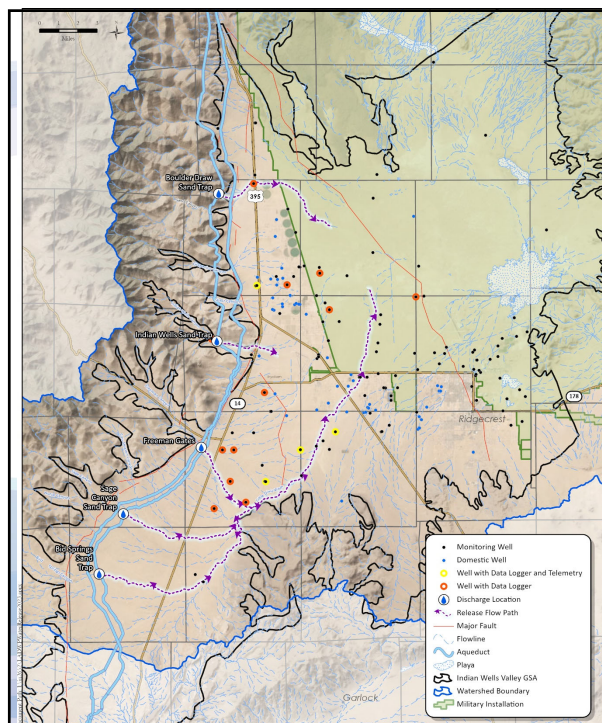 Miles
Boulder Draw
Sand Trap
395
Indian Wells Sand Trap
14
178
Ridgecrest
Freeman Gates
Sage
Canyon
Sand Trap
Big Springs
Sand
Trap
Garlock
Monitoring Well
Domestic Well
Well with Data Logger and Telemetry
Well with Data Logger
Discharge Location
Release Flow Path
Major Fault
Flowline
Aqueduct
Playa
Indian Wells Valley GSA
Watershed Boundary
Military Installation